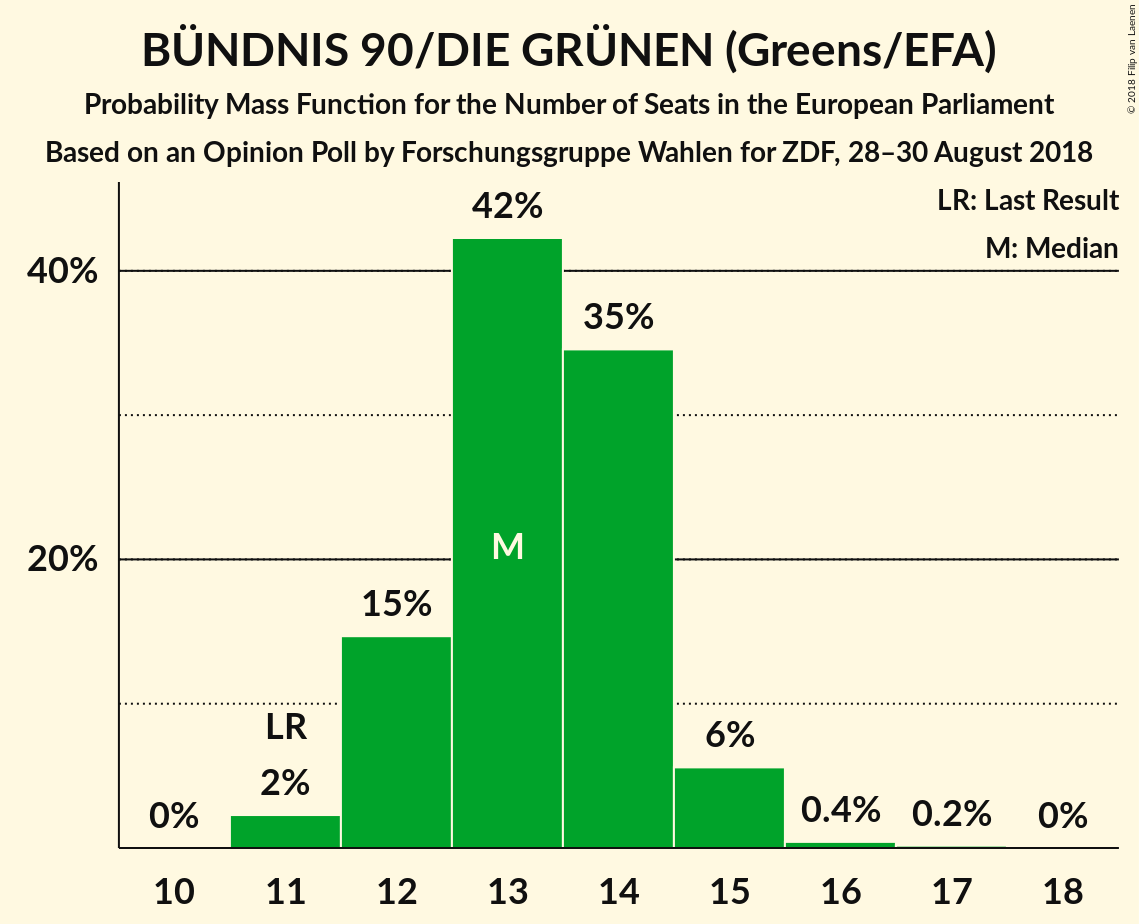 BÜNDNIS 90/DIE GRÜNEN (Greens/EFA)
Probability Mass Function for the Number of Seats in the European Parliament
Based on an Opinion Poll by Forschungsgruppe Wahlen for ZDF, 28–30 August 2018
© 2018 Filip van Laenen
LR: Last Result
M: Median
42%
40%
35%
M
20%
15%
LR
6%
2%
0%
0.4%
0.2%
0%
10 11 12 13 14 15 16 17 18